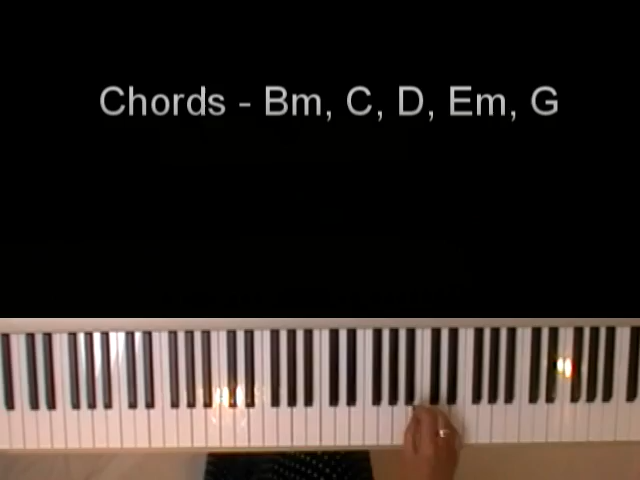 Chords - Bm, C, D, Em, G